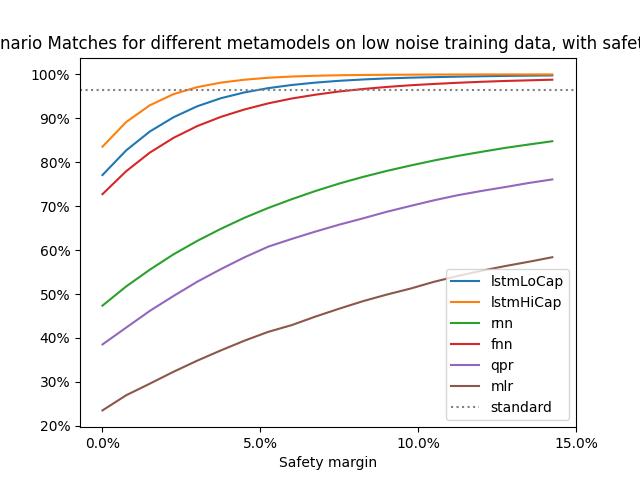 nario Matches for different metamodels on low noise training data, with safet
100%
90%
80%
70%
60%
50%
40%
30%
20%
0.0%
5.0%
10.0%
15.0%
Safety margin
lstmLoCap
lstmHiCap
rnn
fnn
qpr
mlr
standard